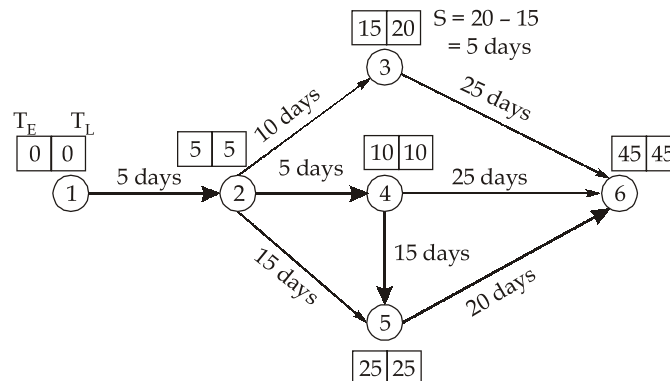 15 20
S = 20 – 15
= 5 days
3
10 days
25 days
T_E T_L
0 0
5 5
10 10
45 45
1
5 days
2
5 days
4
25 days
6
15 days
15 days
20 days
5
25 25